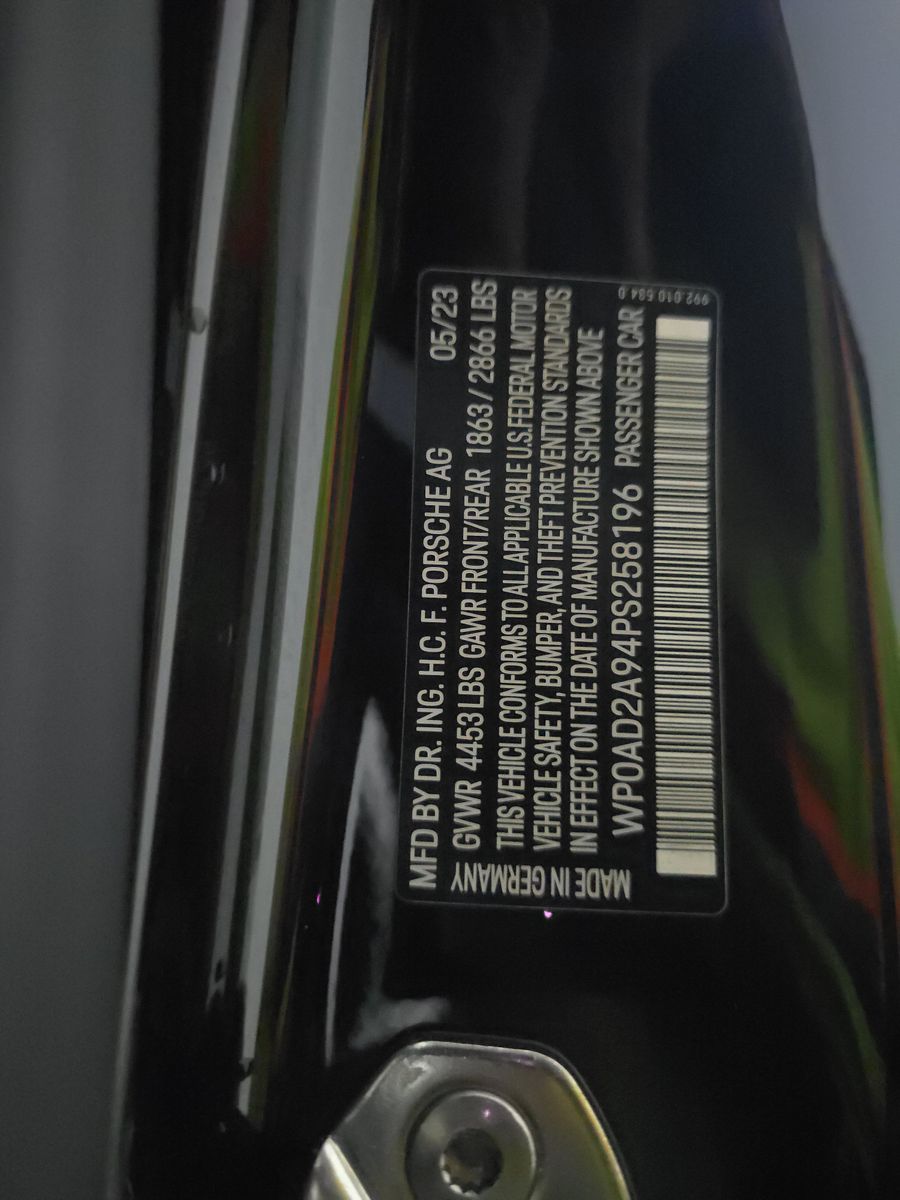 MFD BY DR. ING. H.C. F. PORSCHE AG 05/23
GVWR 4453 LBS GAWR FRONT/REAR 1863 / 2866 LBS
THIS VEHICLE CONFORMS TO ALL APPLICABLE U.S. FEDERAL MOTOR
VEHICLE SAFETY, BUMPER, AND THEFT PREVENTION STANDARDS
IN EFFECT ON THE DATE OF MANUFACTURE SHOWN ABOVE
WP0AD2A94PS258196 PASSENGER CAR
MADE IN GERMANY
992.010.684.0